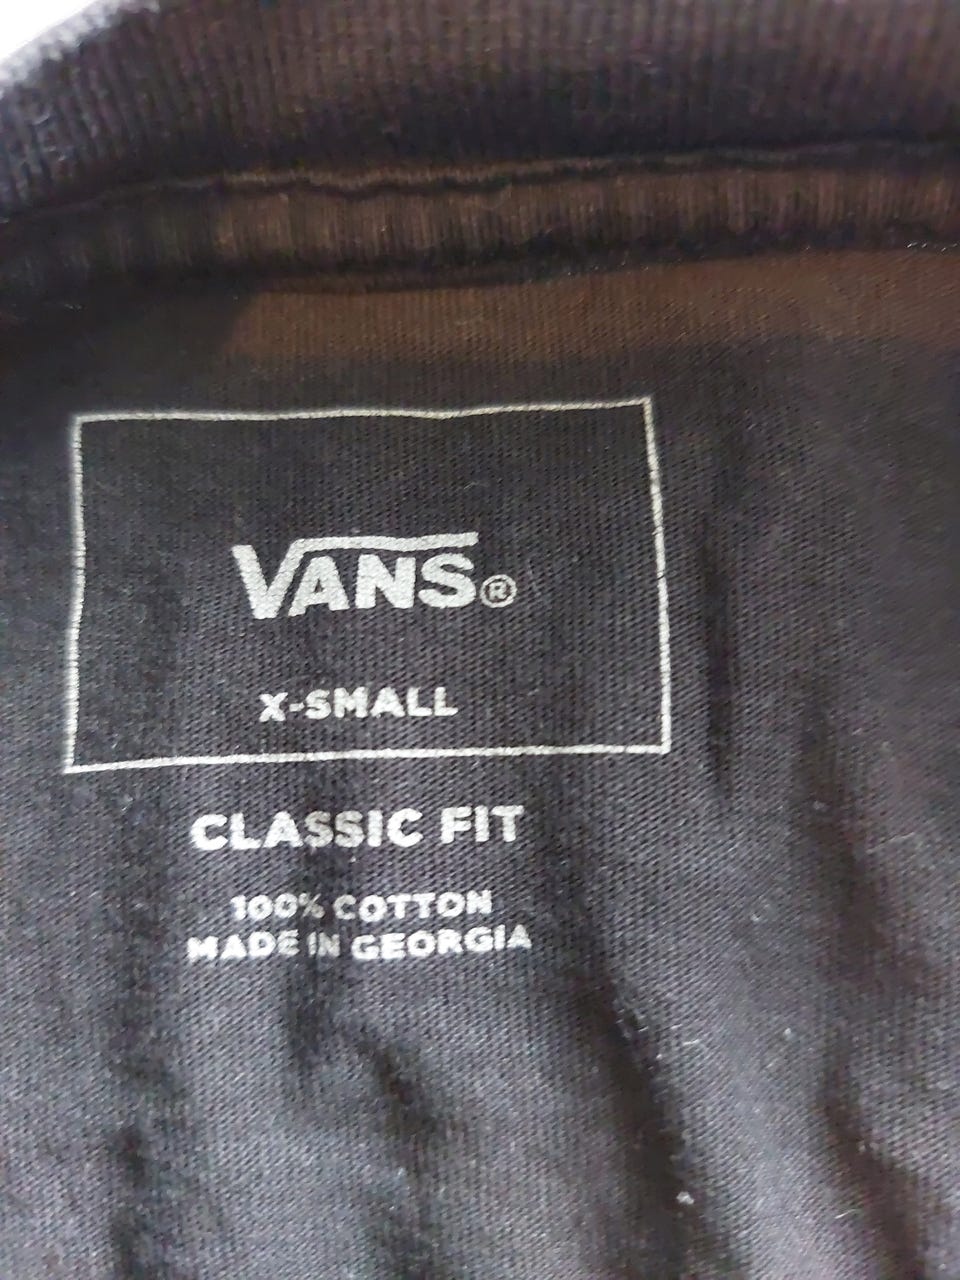 VANS®
X-SMALL
CLASSIC FIT
100% COTTON
MADE IN GEORGIA